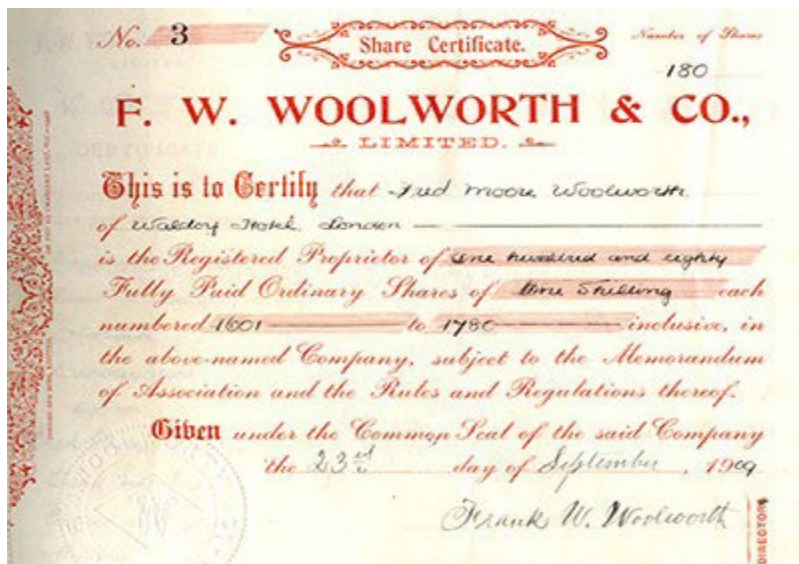 No. 3
Share Certificate.
Number of Shares
180
F. W. WOOLWORTH & CO.,
LIMITED.
This is to Certify that Fred Moore Woolworth.
of Waldorf Hotel, London
is the Registered Proprietor of One hundred and eighty
Fully Paid Ordinary Shares of One Shilling each
numbered 1601 to 1780 inclusive, in
the above-named Company, subject to the Memorandum
of Association and the Rules and Regulations thereof.
Given under the Common Seal of the said Company
the 23rd day of September, 1909
Frank W. Woolworth
DIRECTORS